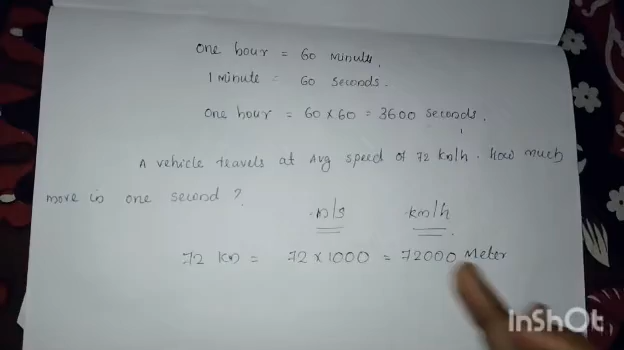 One hour = 60 minutes.
1 minute = 60 seconds.
One hour = 60 x 60 = 3600 seconds.
A vehicle travels at Avg speed of 72 km/h. How much
move in one second?
m/s km/h
72 km = 72 x 1000 = 72000 Meter
InShot